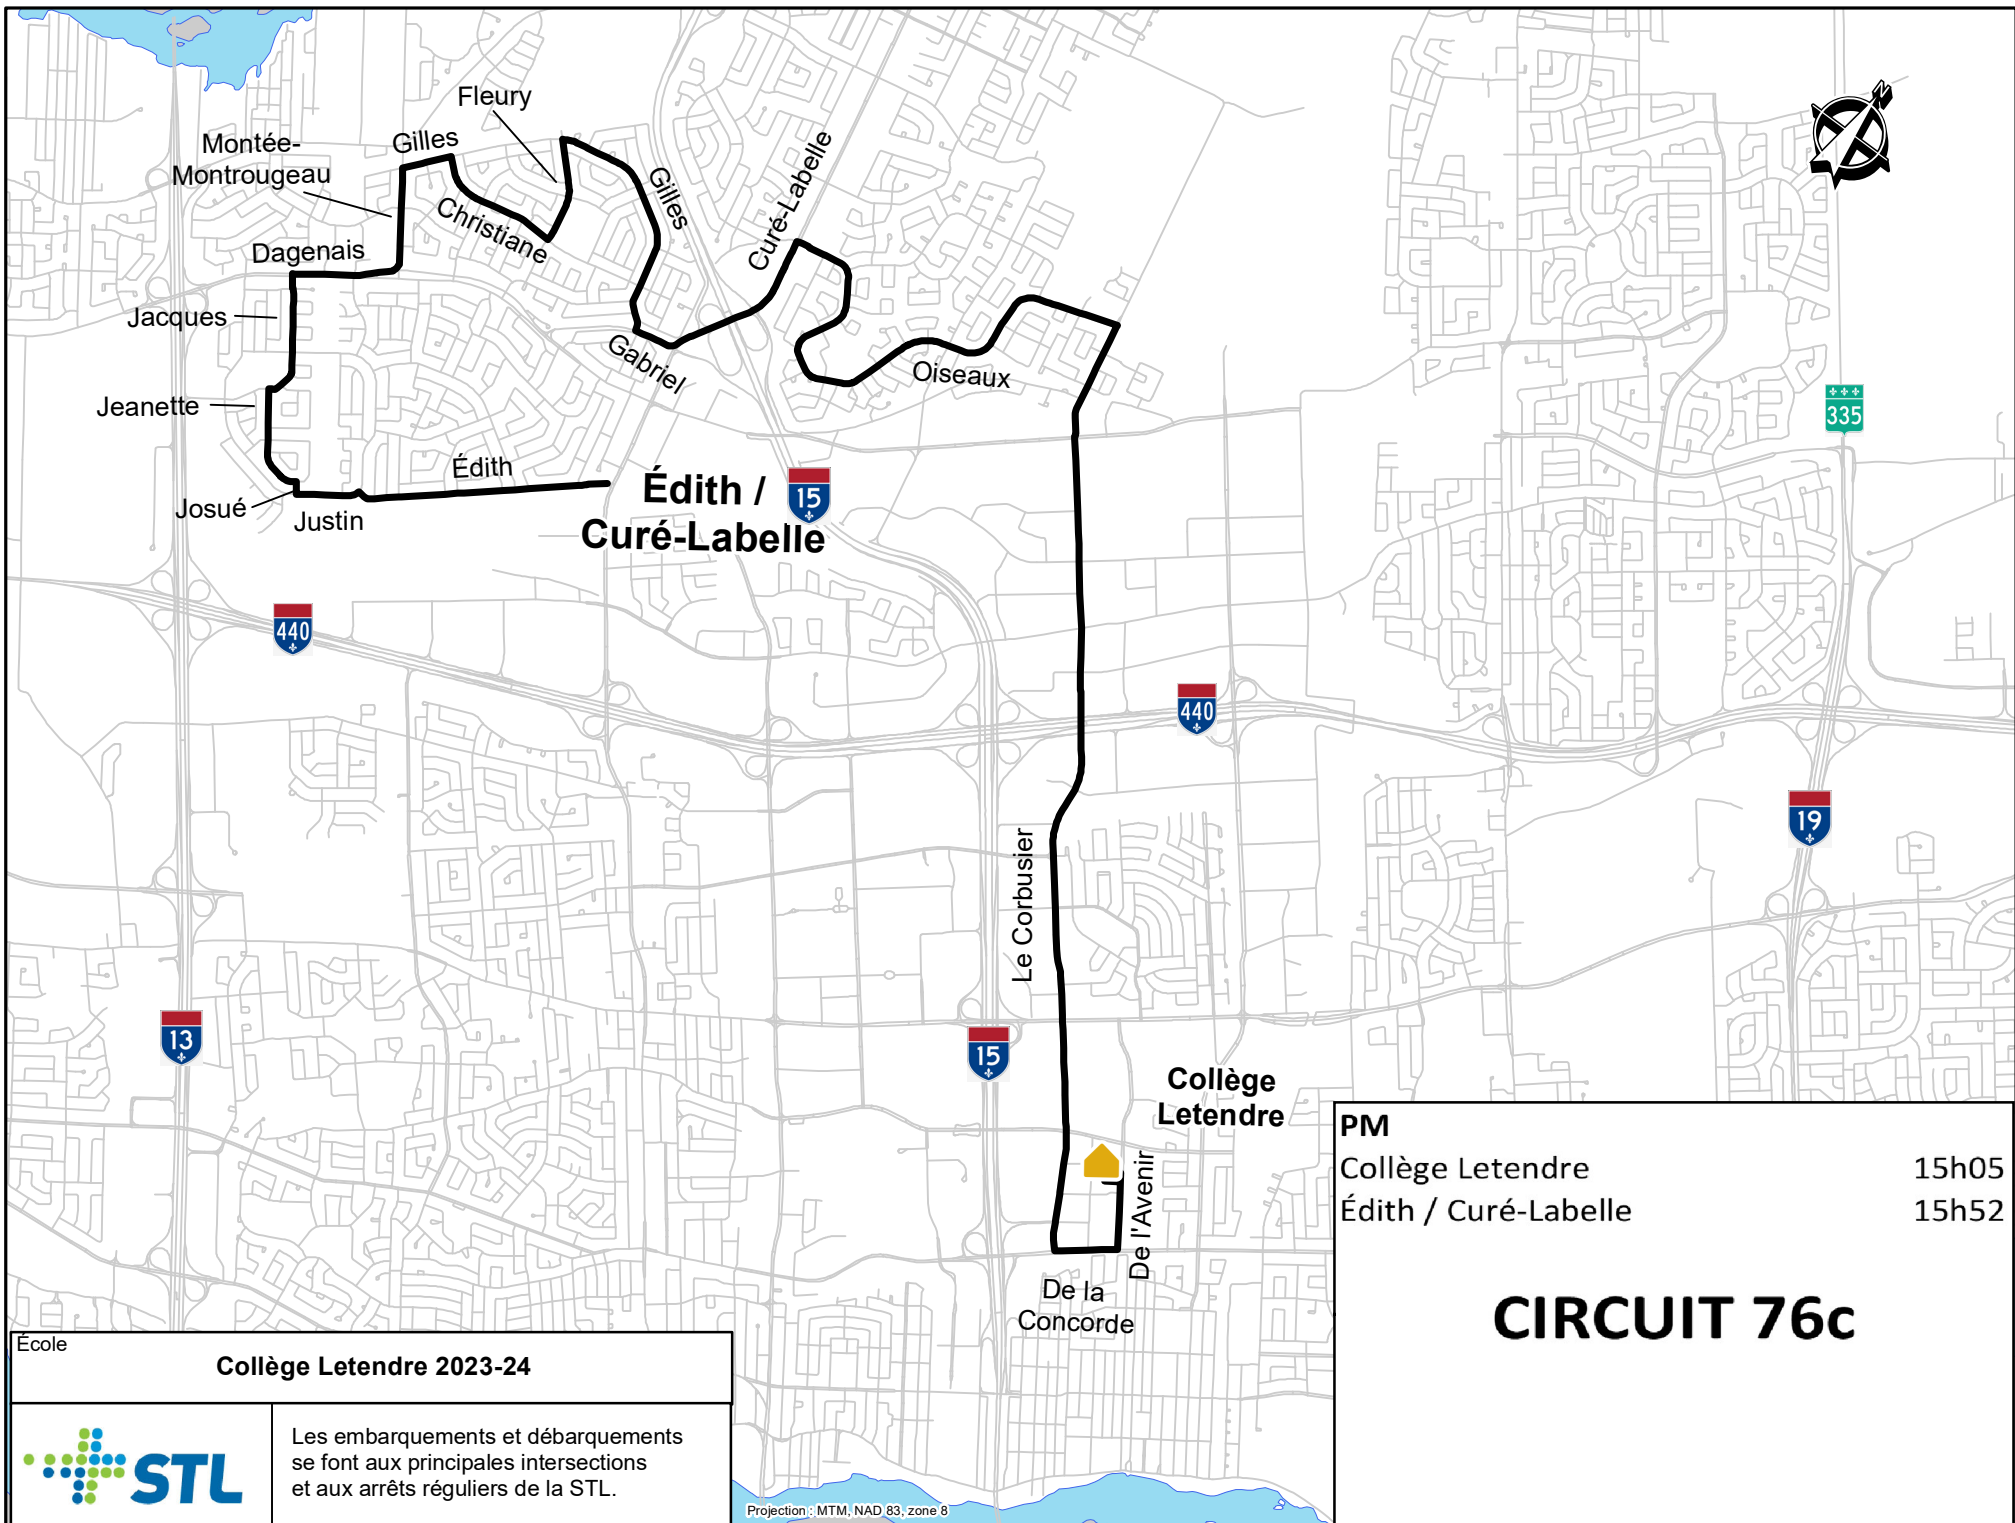 Fleury
Montée-
Montrougeau
Gilles
Christiane
Gilles
Curé-Labelle
Dagenais
Jacques
Gabriel
Oiseaux
Jeanette
335
Édith
Édith /
Curé-Labelle
15
Josué
Justin
440
440
19
Le Corbusier
13
15
Collège
Letendre
De l'Avenir
De la
Concorde
PM
Collège Letendre 15h05
Édith / Curé-Labelle 15h52
CIRCUIT 76c
École
Collège Letendre 2023-24
STL
Les embarquements et débarquements
se font aux principales intersections
et aux arrêts réguliers de la STL.
Projection : MTM, NAD 83, zone 8
N